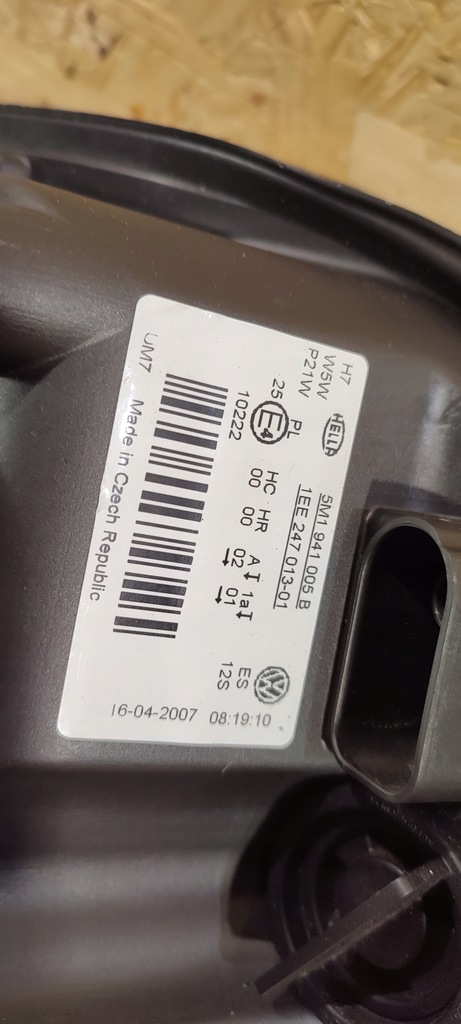 H7
W5W
P21W
HELLA
5M1 941 005 B
1EE 247 013-01
PL
25 E4
10222
HC HR A 1a
00 00 02 01
ES
12S
UM7
Made in Czech Republic
16-04-2007 08:19:10